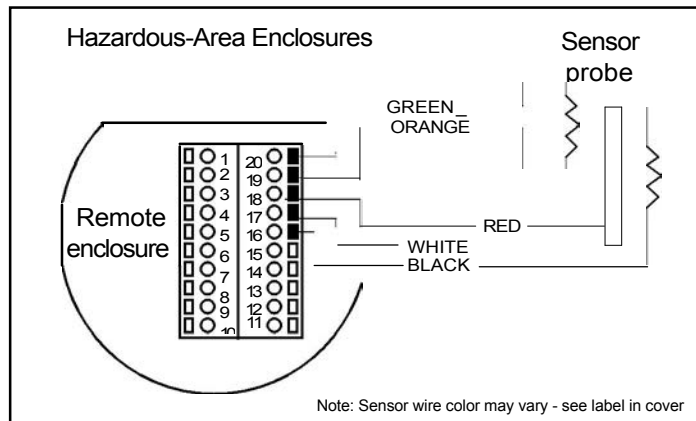 Hazardous-Area Enclosures
Sensor
probe
GREEN_
ORANGE
1 20
2 19
3 18
4 17
5 16
6 15
7 14
8 13
9 12
10 11
Remote
enclosure
RED
WHITE
BLACK
Note: Sensor wire color may vary - see label in cover